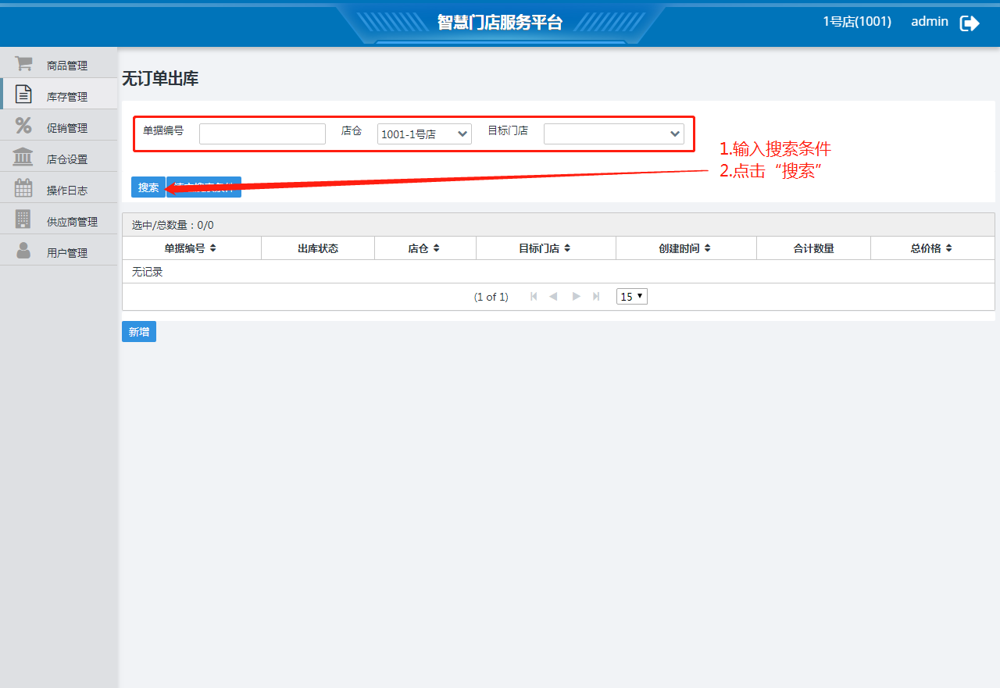 智慧门店服务平台
1号店(1001) admin
商品管理
库存管理
促销管理
店仓设置
操作日志
供应商管理
用户管理
无订单出库
单据编号 店仓 1001-1号店 目标门店
1.输入搜索条件
2.点击“搜索”
搜索
选中/总数量：0/0
单据编号 出库状态 店仓 目标门店 创建时间 合计数量 总价格
无记录
(1 of 1) 15
新增